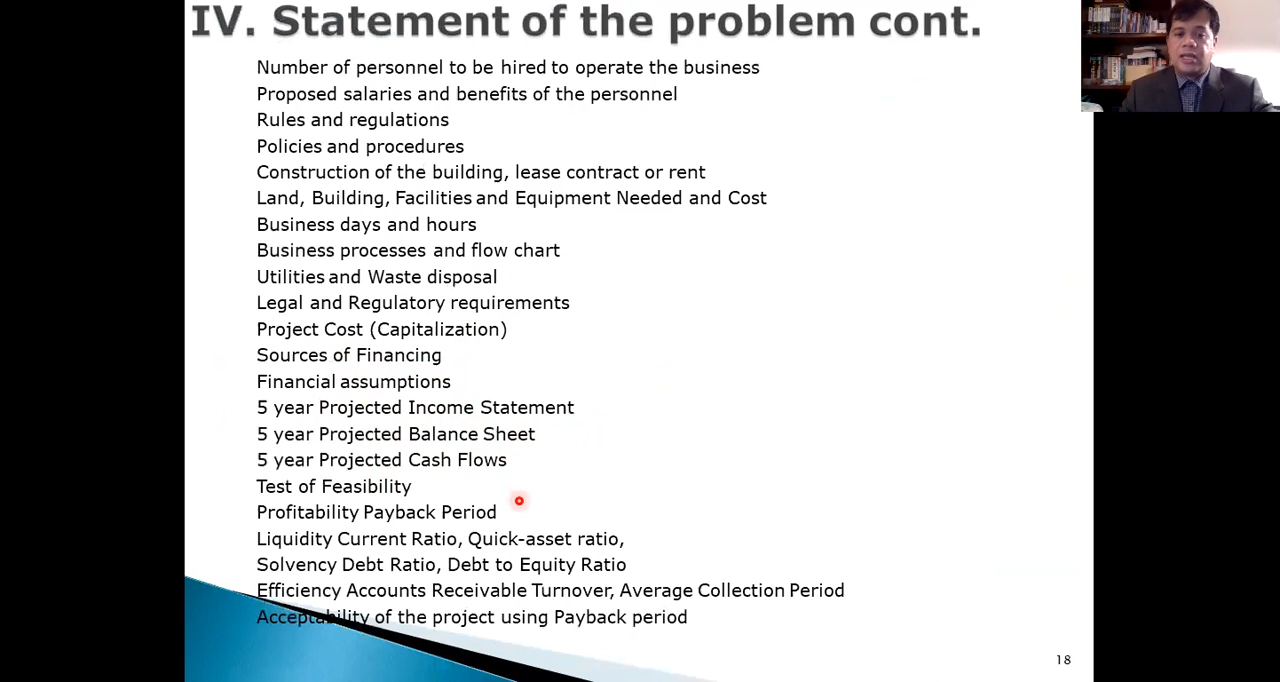 IV. Statement of the problem cont.
Number of personnel to be hired to operate the business
Proposed salaries and benefits of the personnel
Rules and regulations
Policies and procedures
Construction of the building, lease contract or rent
Land, Building, Facilities and Equipment Needed and Cost
Business days and hours
Business processes and flow chart
Utilities and Waste disposal
Legal and Regulatory requirements
Project Cost (Capitalization)
Sources of Financing
Financial assumptions
5 year Projected Income Statement
5 year Projected Balance Sheet
5 year Projected Cash Flows
Test of Feasibility
Profitability Payback Period
Liquidity Current Ratio, Quick-asset ratio,
Solvency Debt Ratio, Debt to Equity Ratio
Efficiency Accounts Receivable Turnover, Average Collection Period
Acceptability of the project using Payback period
18